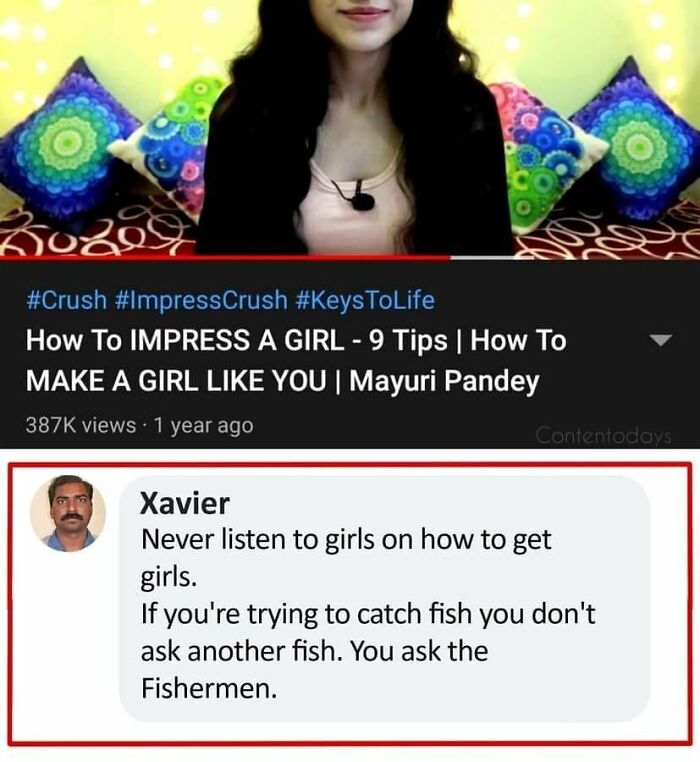 #Crush #ImpressCrush #KeysToLife
How To IMPRESS A GIRL - 9 Tips | How To
MAKE A GIRL LIKE YOU | Mayuri Pandey
387K views · 1 year ago
Contentodays
Xavier
Never listen to girls on how to get
girls.
If you're trying to catch fish you don't
ask another fish. You ask the
Fishermen.